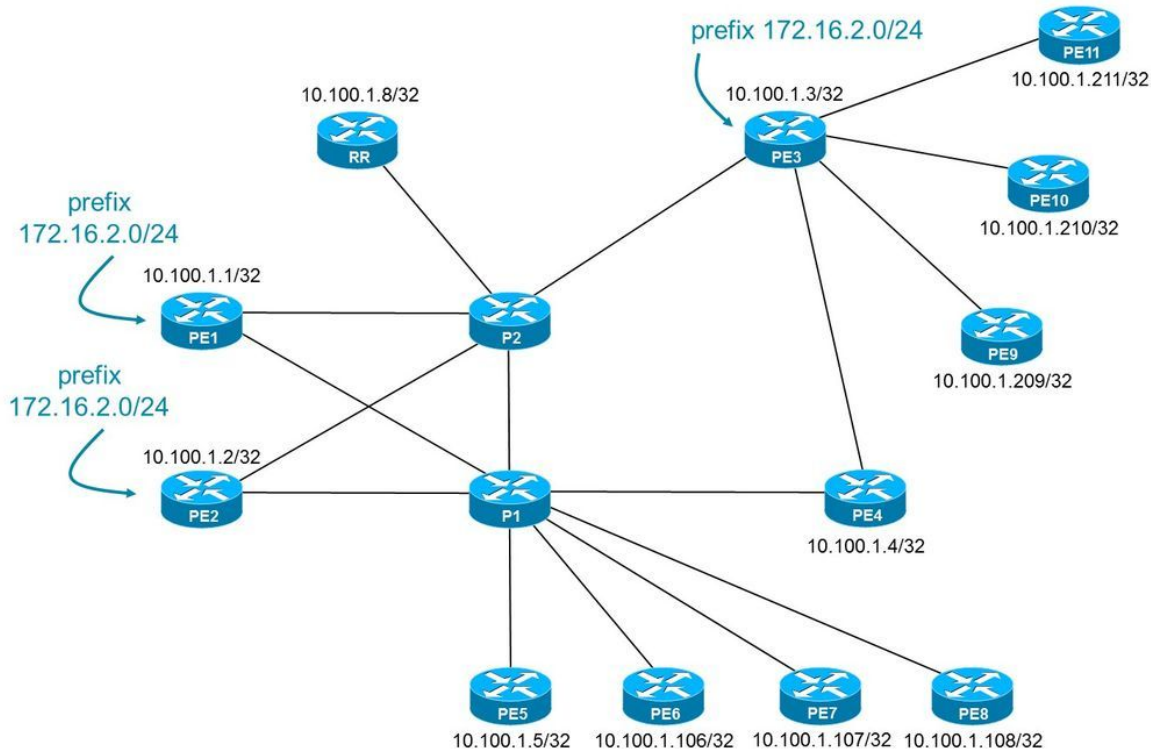 prefix 172.16.2.0/24
PE11
10.100.1.211/32
10.100.1.8/32
RR
10.100.1.3/32
PE3
PE10
10.100.1.210/32
prefix
172.16.2.0/24
10.100.1.1/32
PE1
P2
PE9
10.100.1.209/32
prefix
172.16.2.0/24
10.100.1.2/32
PE2
P1
PE4
10.100.1.4/32
PE5
10.100.1.5/32
PE6
10.100.1.106/32
PE7
10.100.1.107/32
PE8
10.100.1.108/32